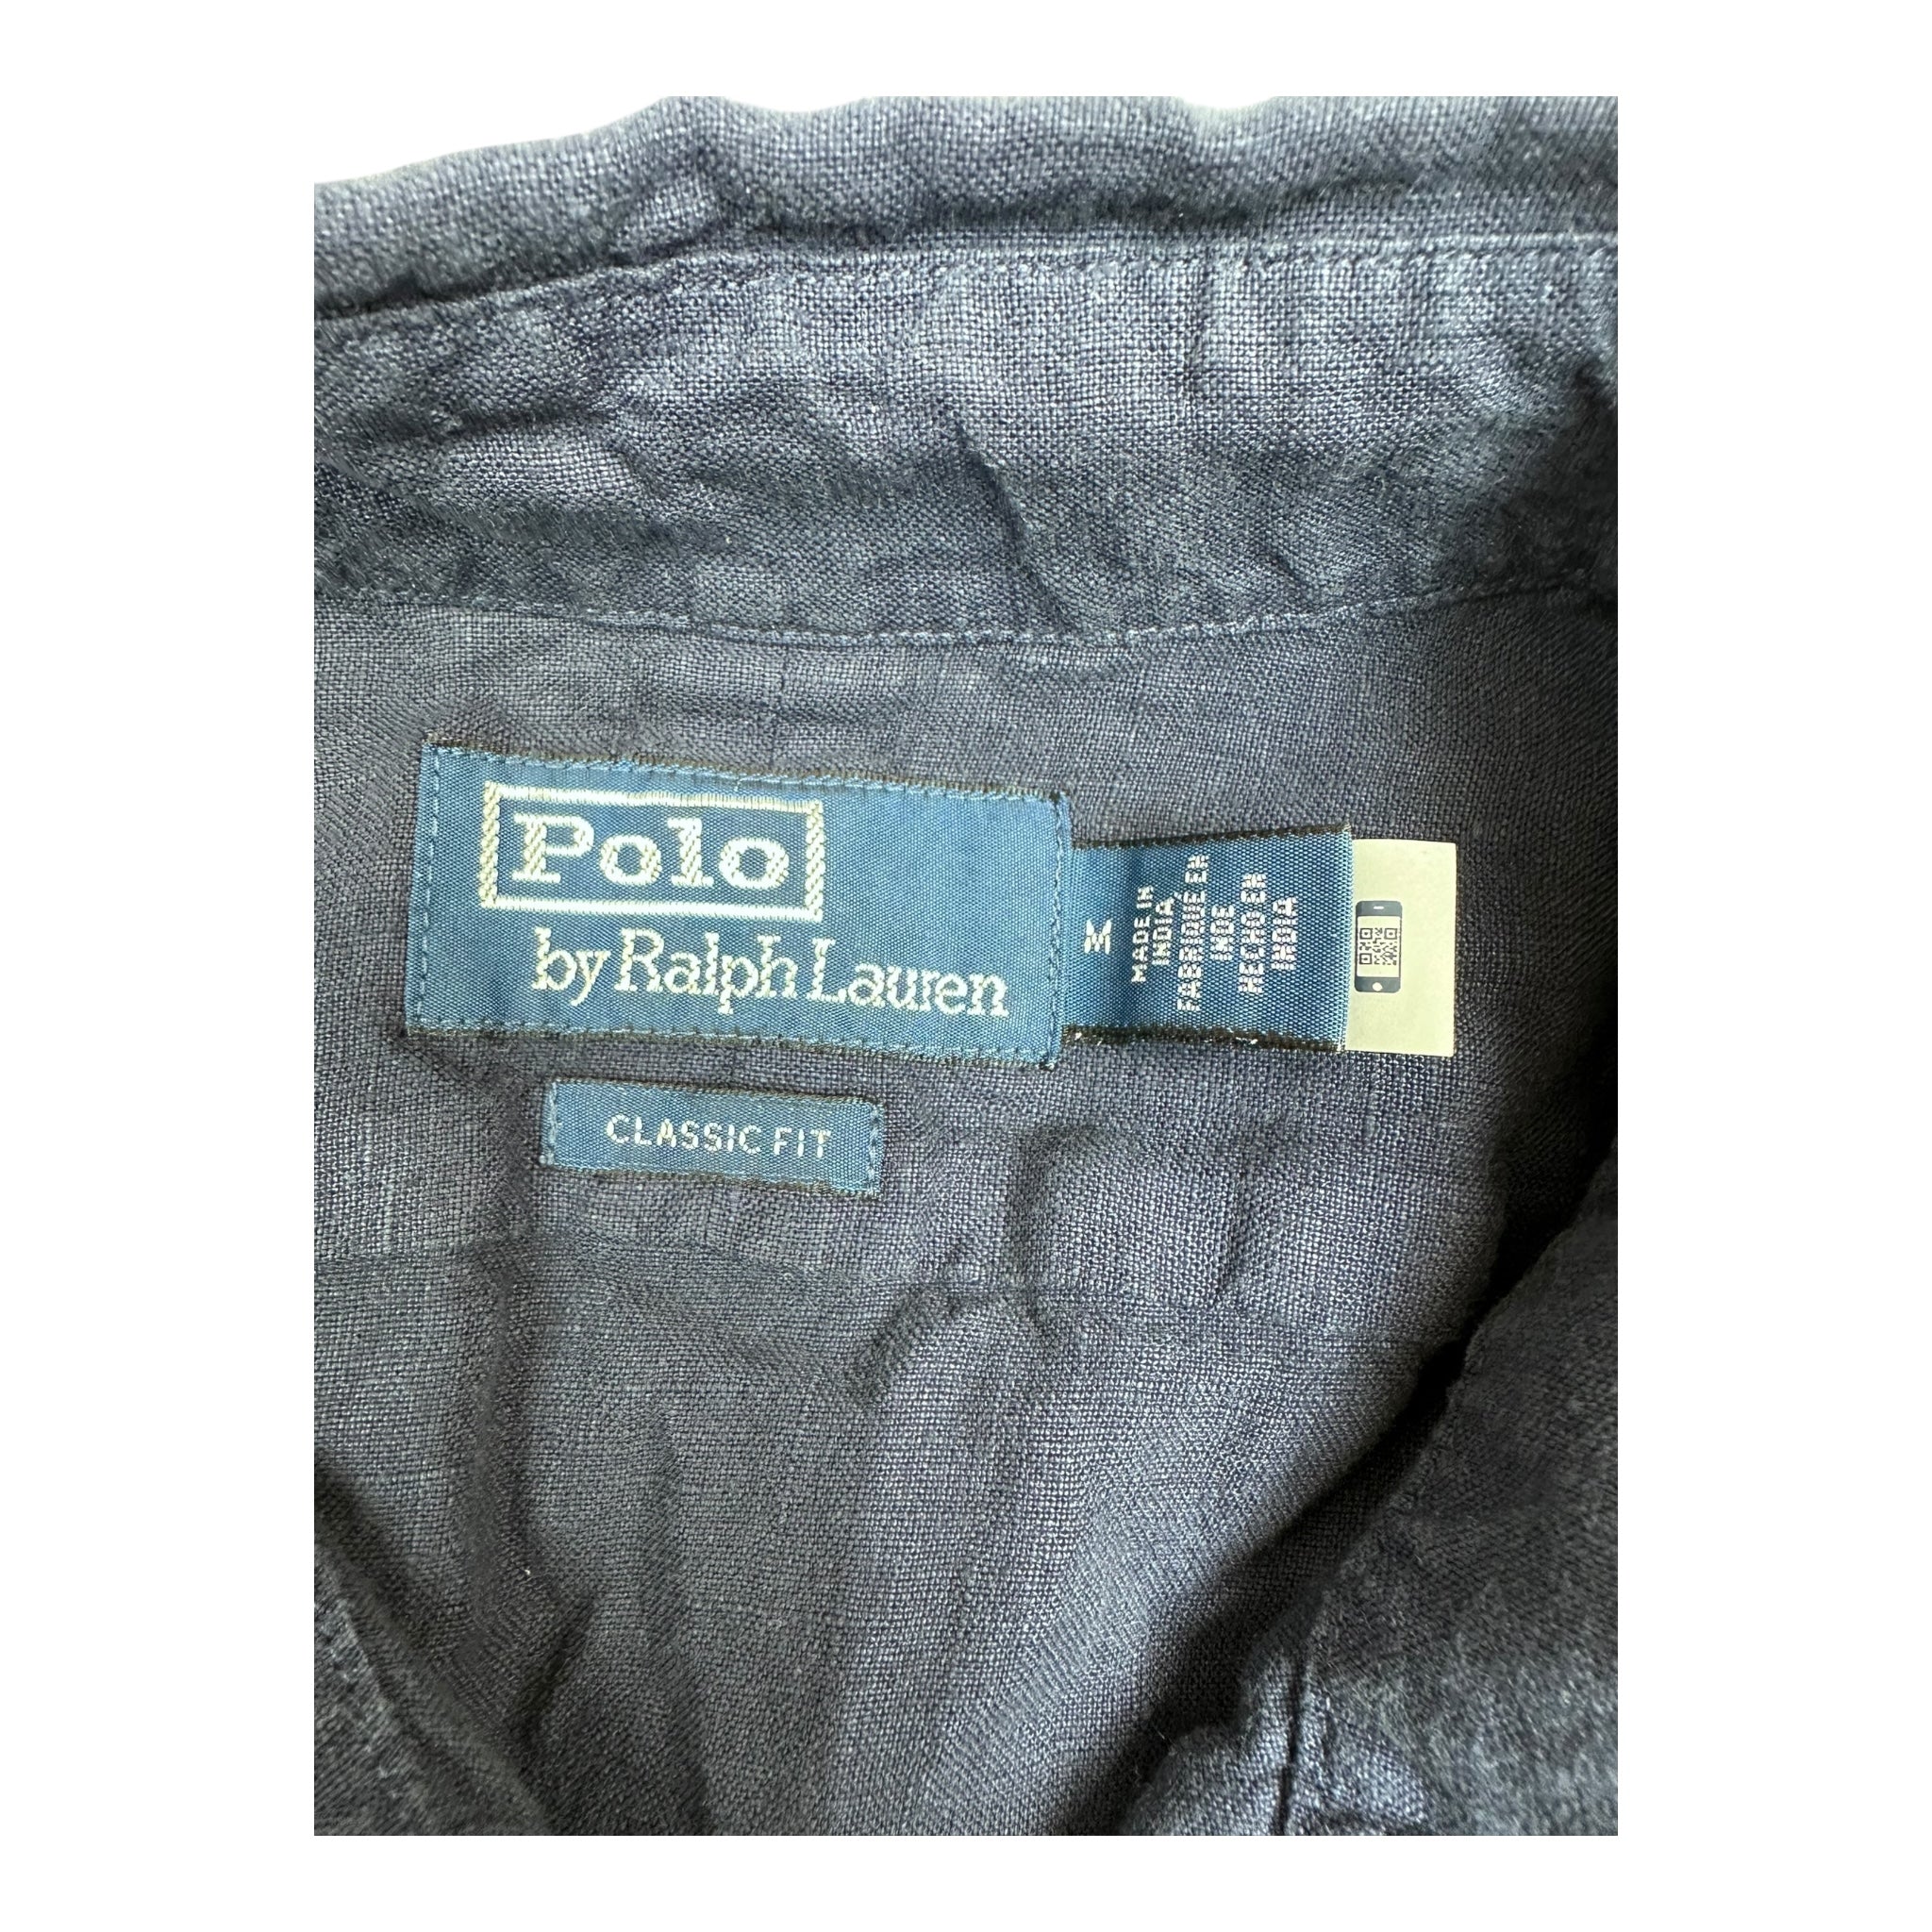 Polo
by Ralph Lauren
M
MADE IN
INDIA
FABRIQUÉ EN
INDE
HECHO EN
INDIA
CLASSIC FIT